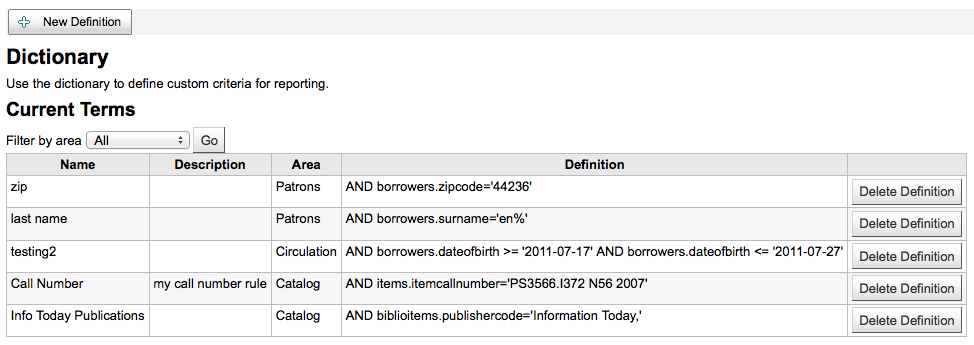 New Definition
Dictionary
Use the dictionary to define custom criteria for reporting.
Current Terms
Filter by area All Go
Name Description Area Definition
zip Patrons AND borrowers.zipcode='44236' Delete Definition
last name Patrons AND borrowers.surname='en%' Delete Definition
testing2 Circulation AND borrowers.dateofbirth >= '2011-07-17' AND borrowers.dateofbirth <= '2011-07-27' Delete Definition
Call Number my call number rule Catalog AND items.itemcallnumber='PS3566.I372 N56 2007' Delete Definition
Info Today Publications Catalog AND biblioitems.publishercode='Information Today,' Delete Definition